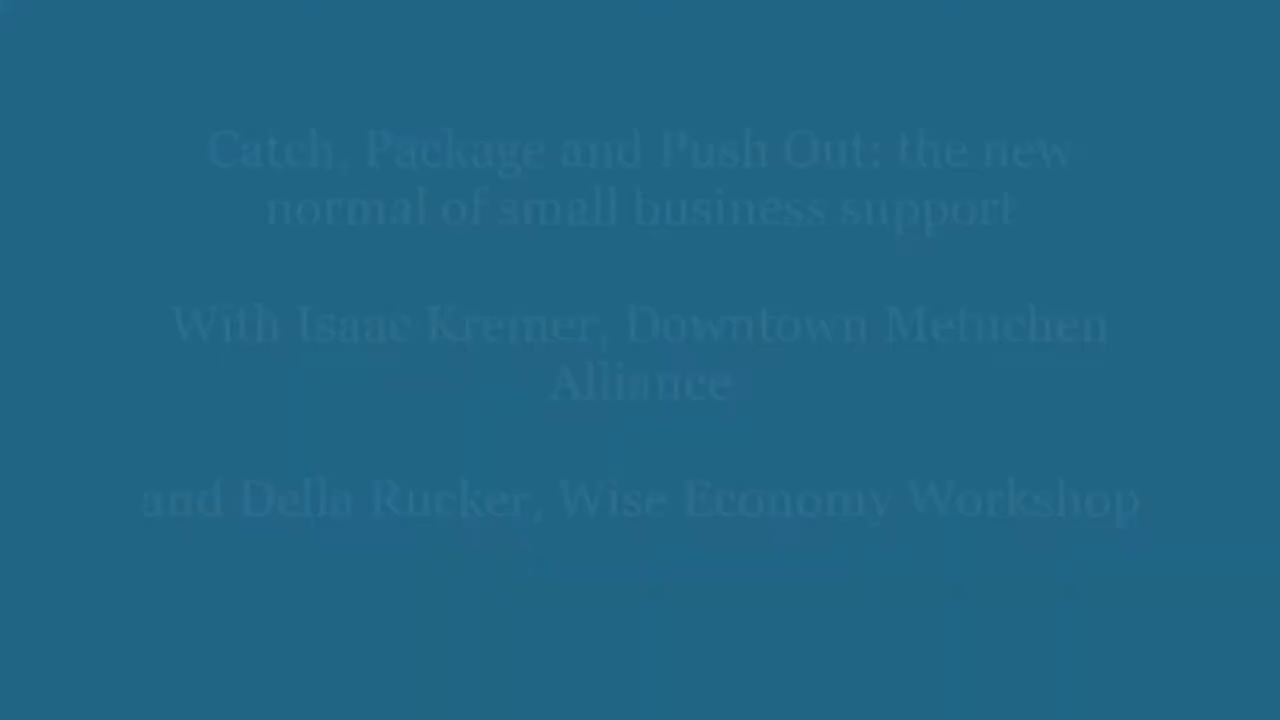 Catch, Package and Push Out: the new
normal of small business support
With Isaac Kremer, Downtown Metuchen
Alliance
and Della Rucker, Wise Economy Workshop